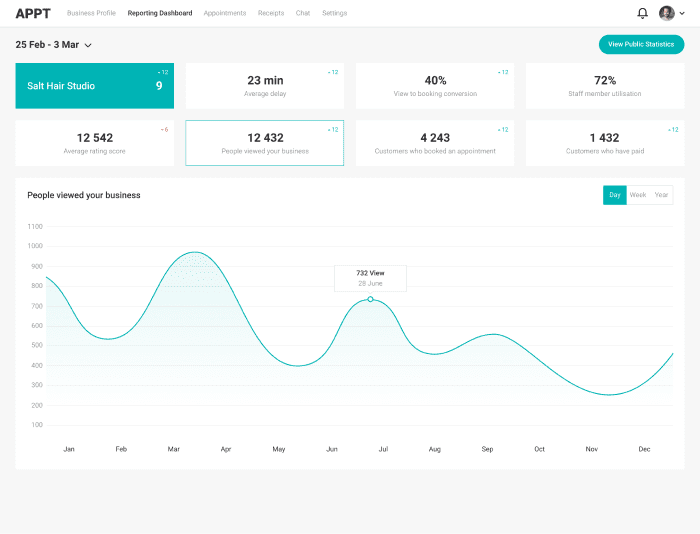 APPT Business Profile Reporting Dashboard Appointments Receipts Chat Settings
25 Feb - 3 Mar View Public Statistics
Salt Hair Studio 9 12
23 min 12
Average delay
40% 12
View to booking conversion
72%
Staff member utilisation
12 542 6
Average rating score
12 432 12
People viewed your business
4 243 12
Customers who booked an appointment
1 432 12
Customers who have paid
People viewed your business Day Week Year
1100
1000
900
800
700
600
500
400
300
200
100
732 View
28 June
Jan Feb Mar Apr May Jun Jul Aug Sep Oct Nov Dec